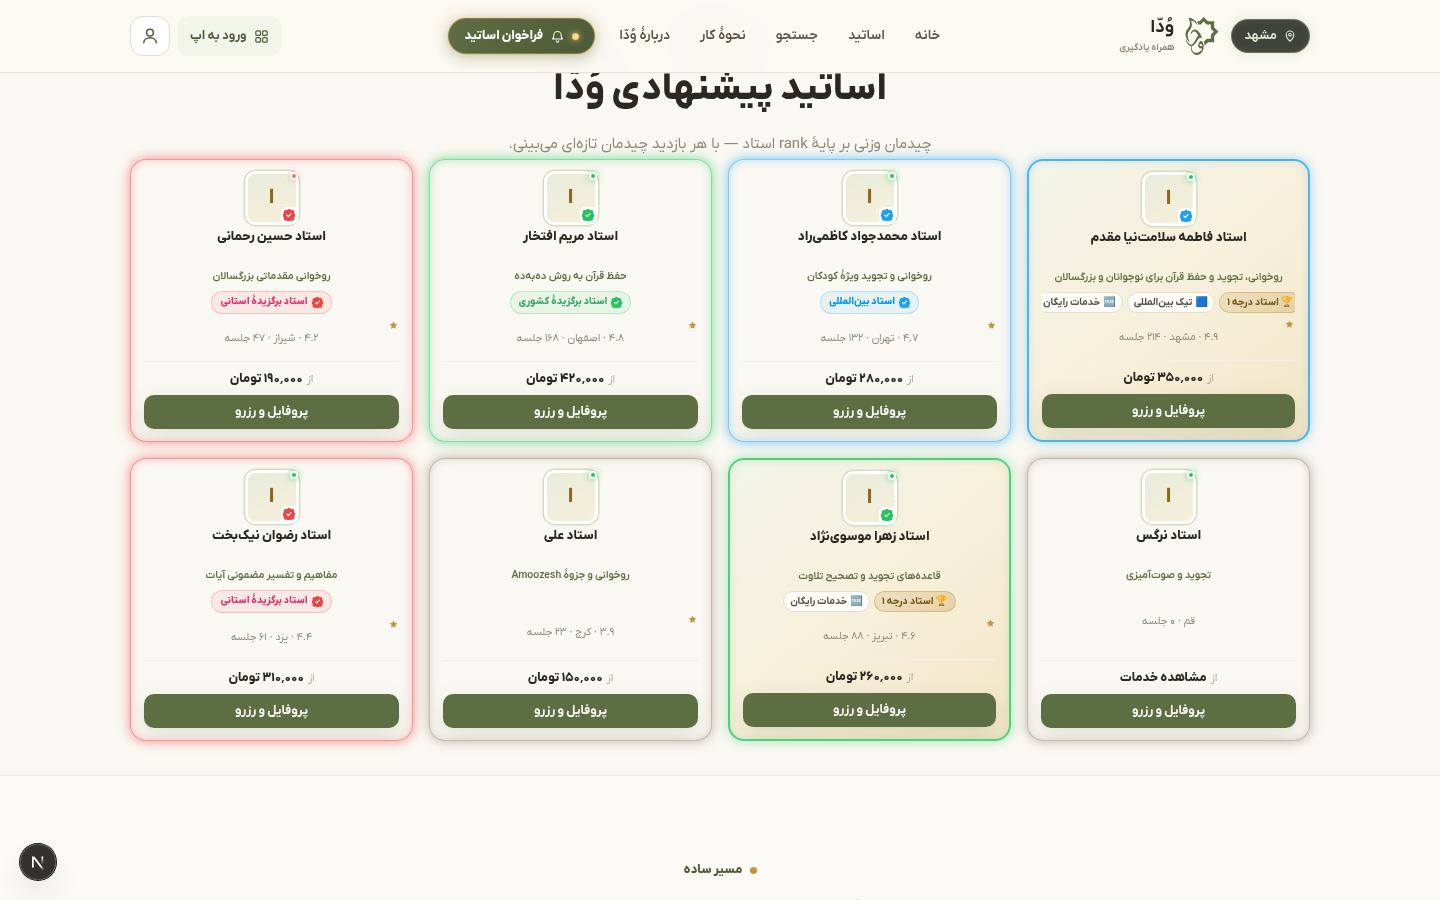 مشهد
وُدّا
همراه یادگیری
خانه
اساتید
جستجو
نحوهٔ کار
دربارهٔ وُدّا
فراخوان اساتید
ورود به اپ
اساتید پیشنهادی وُدّا
چیدمان وزنی بر پایهٔ rank استاد — با هر بازدید چیدمان تازه‌ای می‌بینی.
ا
استاد فاطمه سلامت‌نیا مقدم
روخوانی، تجوید و حفظ قرآن برای نوجوانان و بزرگسالان
🏆 استاد درجه ۱
🟦 تیک بین‌المللی
🆓 خدمات رایگان
۴.۹ · مشهد · ۲۱۴ جلسه
از ۳۵۰٬۰۰۰ تومان
پروفایل و رزرو
ا
استاد محمدجواد کاظمی‌راد
روخوانی و تجوید ویژهٔ کودکان
استاد بین‌المللی
۴.۷ · تهران · ۱۳۲ جلسه
از ۲۸۰٬۰۰۰ تومان
پروفایل و رزرو
ا
استاد مریم افتخار
حفظ قرآن به روش ده‌به‌ده
استاد برگزیدهٔ کشوری
۴.۸ · اصفهان · ۱۶۸ جلسه
از ۴۲۰٬۰۰۰ تومان
پروفایل و رزرو
ا
استاد حسین رحمانی
روخوانی مقدماتی بزرگسالان
استاد برگزیدهٔ استانی
۴.۲ · شیراز · ۴۷ جلسه
از ۱۹۰٬۰۰۰ تومان
پروفایل و رزرو
ا
استاد نرگس
تجوید و صوت‌آمیزی
قم · ۰ جلسه
از مشاهده خدمات
پروفایل و رزرو
ا
استاد زهرا موسوی‌نژاد
قاعده‌های تجوید و تصحیح تلاوت
🏆 استاد درجه ۱
🆓 خدمات رایگان
۴.۶ · تبریز · ۸۸ جلسه
از ۲۶۰٬۰۰۰ تومان
پروفایل و رزرو
ا
استاد علی
روخوانی و جزوهٔ Amoozesh
۳.۹ · کرج · ۲۳ جلسه
از ۱۵۰٬۰۰۰ تومان
پروفایل و رزرو
ا
استاد رضوان نیک‌بخت
مفاهیم و تفسیر مضمونی آیات
استاد برگزیدهٔ استانی
۴.۴ · یزد · ۶۱ جلسه
از ۳۱۰٬۰۰۰ تومان
پروفایل و رزرو
مسیر ساده
N